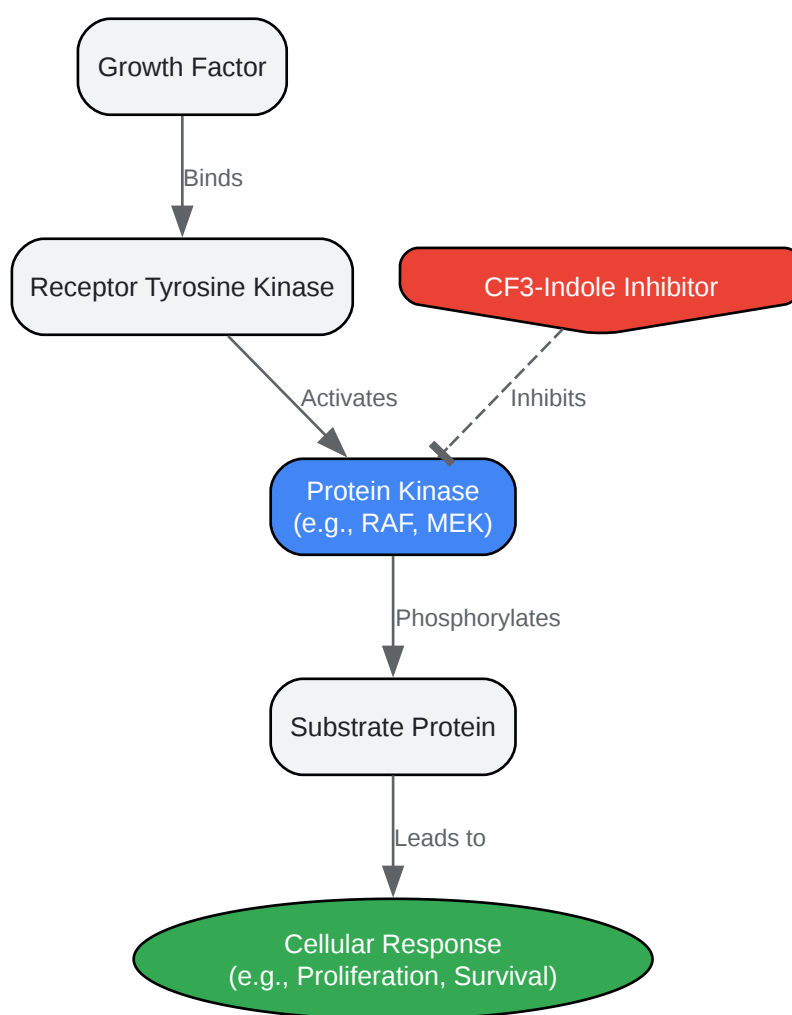 Growth Factor
Binds
Receptor Tyrosine Kinase
CF3-Indole Inhibitor
Activates
Inhibits
Protein Kinase
(e.g., RAF, MEK)
Phosphorylates
Substrate Protein
Leads to
Cellular Response
(e.g., Proliferation, Survival)